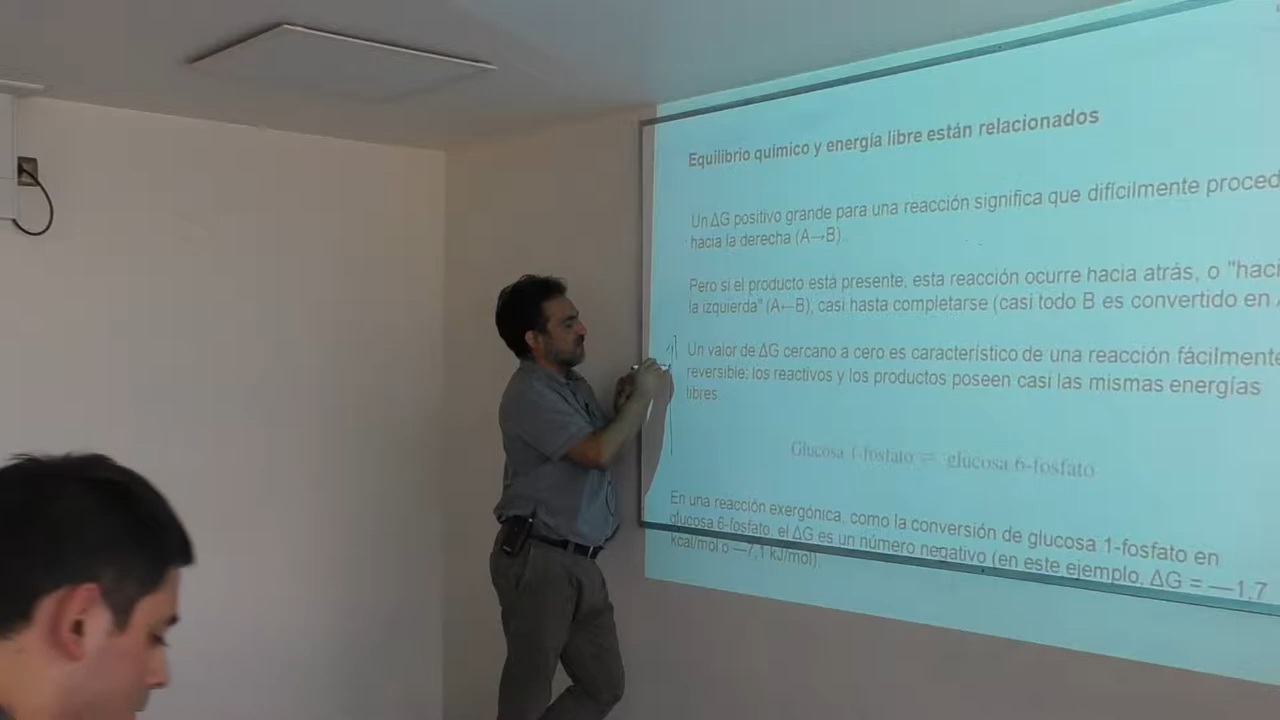 Equilibrio químico y energía libre están relacionados
Un ΔG positivo grande para una reacción significa que difícilmente proced
hacia la derecha (A→B).
Pero si el producto está presente, esta reacción ocurre hacia atrás, o "haci
la izquierda" (A←B), casi hasta completarse (casi todo B es convertido en
Un valor de ΔG cercano a cero es característico de una reacción fácilmente
reversible; los reactivos y los productos poseen casi las mismas energías
libres.
Glucosa 1-fosfato ⇌ glucosa 6-fosfato
En una reacción exergónica, como la conversión de glucosa 1-fosfato en
glucosa 6-fosfato, el ΔG es un número negativo (en este ejemplo, ΔG = —1,7
kcal/mol o —7,1 kJ/mol).